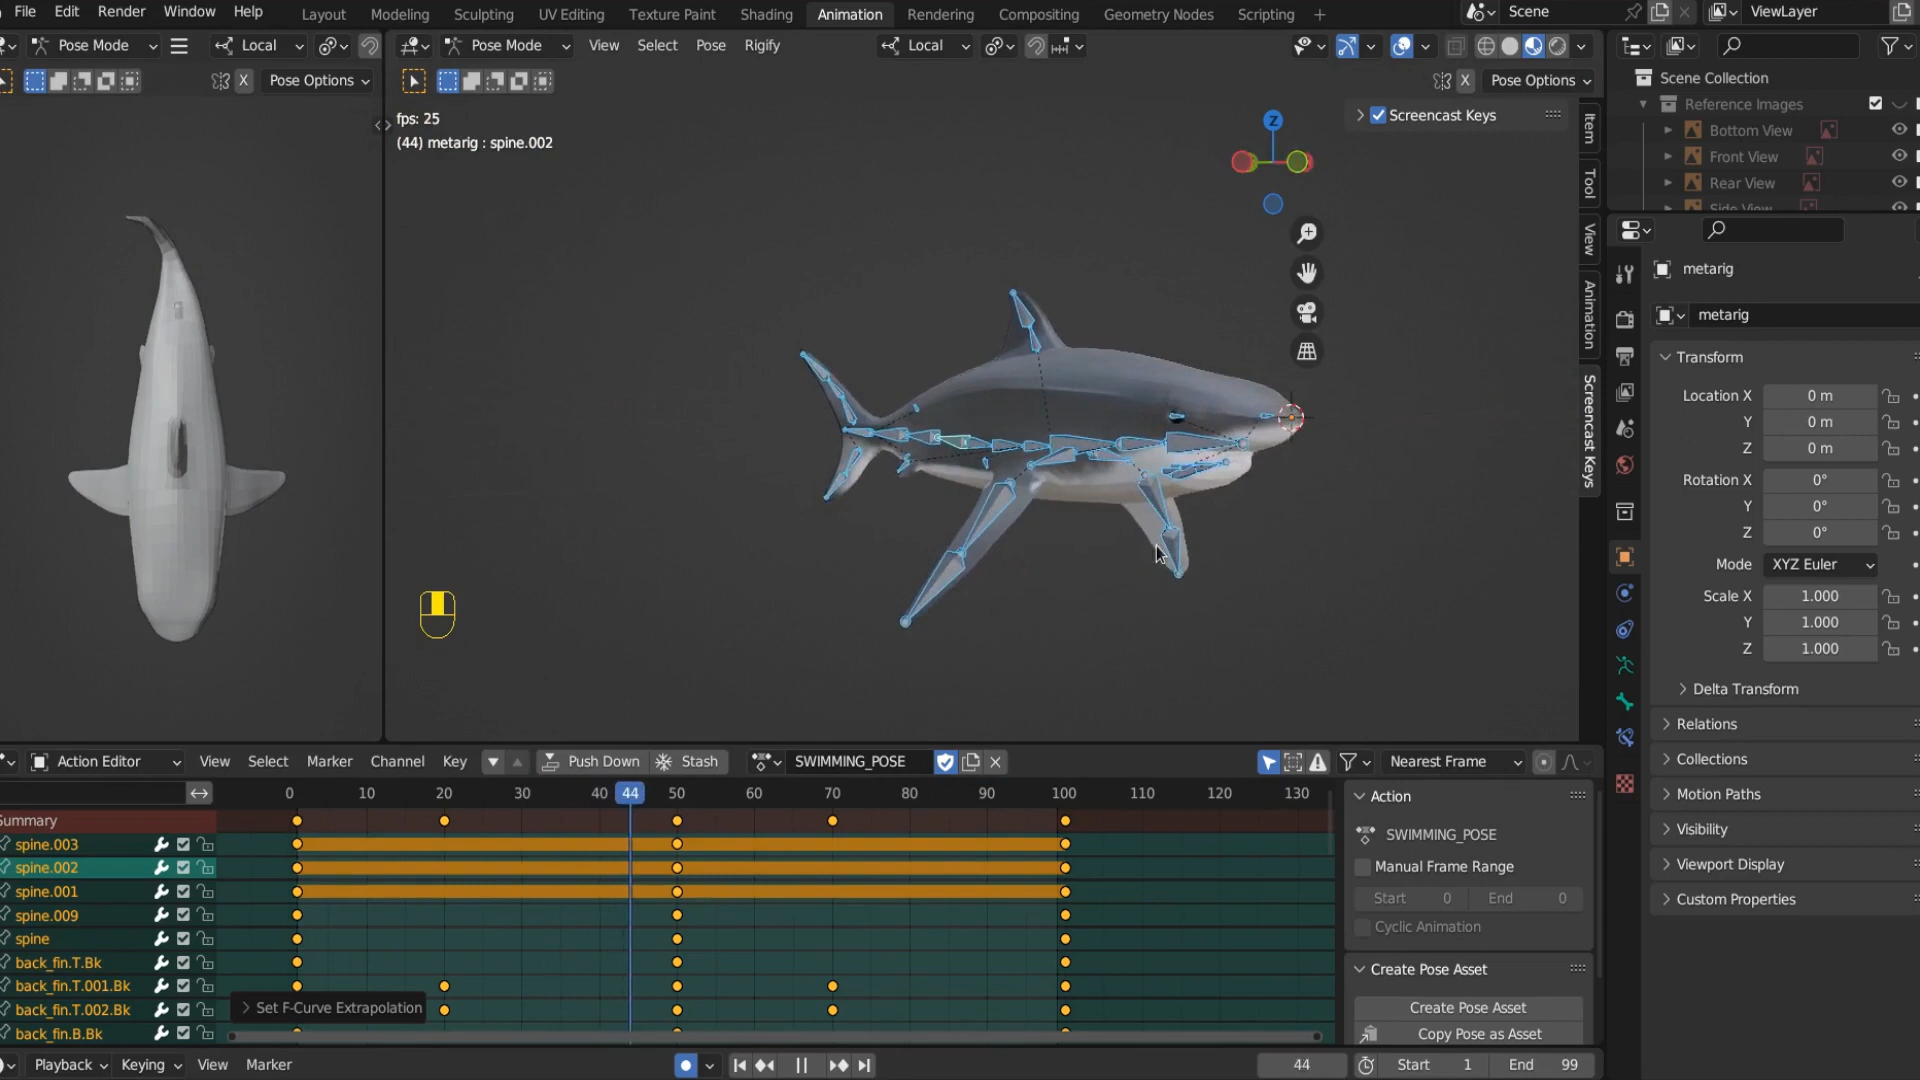 File Edit Render Window Help Layout Modeling Sculpting UV Editing Texture Paint Shading Animation Rendering Compositing Geometry Nodes Scripting + Scene ViewLayer
Pose Mode Local Pose Mode View Select Pose Rigify Local
X Pose Options X Pose Options
Scene Collection
Reference Images
Bottom View
Front View
Rear View
Side View
fps: 25
(44) metarig : spine.002
Screencast Keys
Z
Item
Tool
View
Animation
Screencast Keys
metarig
metarig
Transform
Location X 0 m
Y 0 m
Z 0 m
Rotation X 0°
Y 0°
Z 0°
Mode XYZ Euler
Scale X 1.000
Y 1.000
Z 1.000
Delta Transform
Relations
Collections
Motion Paths
Visibility
Viewport Display
Custom Properties
Action Editor View Select Marker Channel Key Push Down Stash SWIMMING_POSE Nearest Frame
0 10 20 30 40 44 50 60 70 80 90 100 110 120 130
Summary
spine.003
spine.002
spine.001
spine.009
spine
back_fin.T.Bk
back_fin.T.001.Bk
back_fin.T.002.Bk
back_fin.B.Bk
Set F-Curve Extrapolation
Action
SWIMMING_POSE
Manual Frame Range
Start 0 End 0
Cyclic Animation
Create Pose Asset
Create Pose Asset
Copy Pose as Asset
Playback Keying View Marker 44 Start 1 End 99